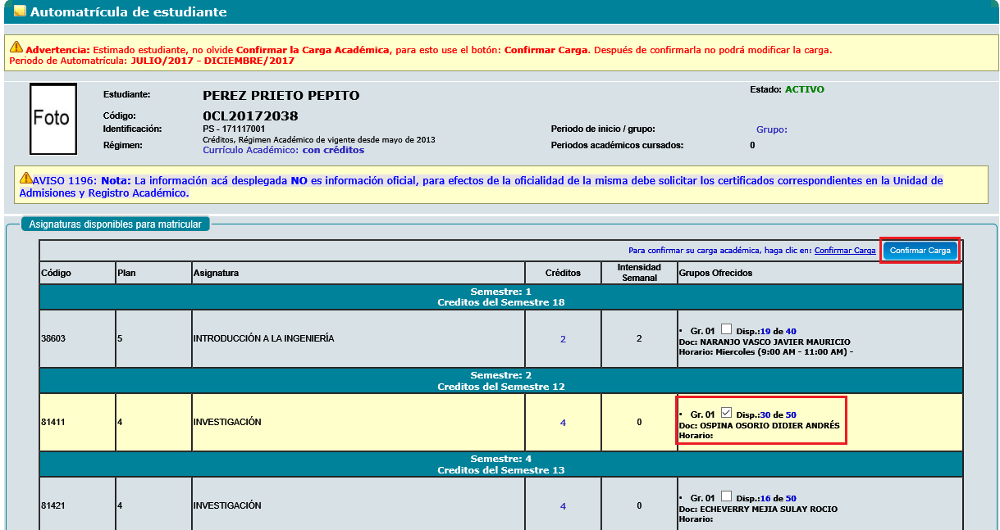 Automatrícula de estudiante
Advertencia: Estimado estudiante, no olvide Confirmar la Carga Académica, para esto use el botón: Confirmar Carga. Después de confirmarla no podrá modificar la carga.
Periodo de Automatrícula: JULIO/2017 - DICIEMBRE/2017
Foto
Estudiante: PEREZ PRIETO PEPITO Estado: ACTIVO
Código: 0CL20172038
Identificación: PS - 171117001 Periodo de inicio / grupo: Grupo:
Régimen: Créditos, Régimen Académico de vigente desde mayo de 2013
Currículo Académico: con créditos Periodos académicos cursados: 0
AVISO 1196: Nota: La información acá desplegada NO es información oficial, para efectos de la oficialidad de la misma debe solicitar los certificados correspondientes en la Unidad de
Admisiones y Registro Académico.
Asignaturas disponibles para matricular
Para confirmar su carga académica, haga clic en: Confirmar Carga Confirmar Carga
Código Plan Asignatura Créditos Intensidad Semanal Grupos Ofrecidos
Semestre: 1
Creditos del Semestre 18
38603 5 INTRODUCCIÓN A LA INGENIERÍA 2 2 • Gr. 01 Disp.:19 de 40
Doc: NARANJO VASCO JAVIER MAURICIO
Horario: Miercoles (9:00 AM - 11:00 AM) -
Semestre: 2
Creditos del Semestre 12
81411 4 INVESTIGACIÓN 4 0 • Gr. 01 Disp.:30 de 50
Doc: OSPINA OSORIO DIDIER ANDRÉS
Horario:
Semestre: 4
Creditos del Semestre 13
81421 4 INVESTIGACIÓN 4 0 • Gr. 01 Disp.:16 de 50
Doc: ECHEVERRY MEJIA SULAY ROCIO
Horario: